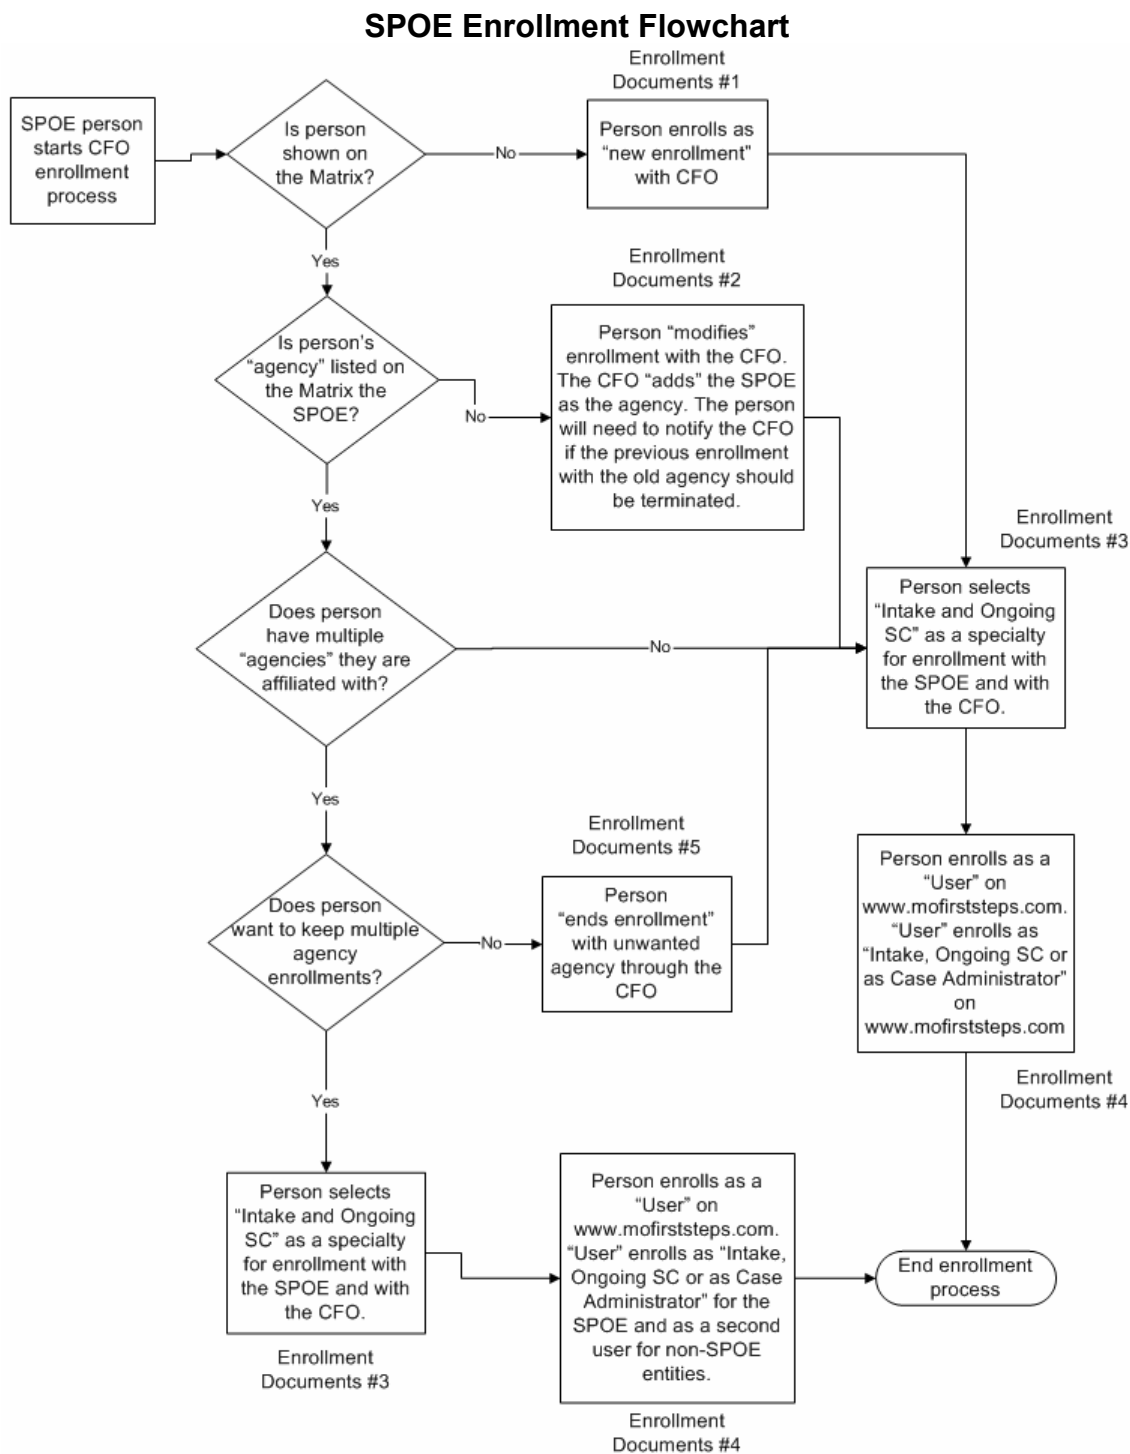 SPOE Enrollment Flowchart
Enrollment
Documents #1
SPOE person
starts CFO
enrollment
process
Is person
shown on
the Matrix?
No
Person enrolls as
“new enrollment”
with CFO
Yes
Enrollment
Documents #2
Is person’s
“agency” listed on
the Matrix the
SPOE?
No
Person “modifies”
enrollment with the CFO.
The CFO “adds” the SPOE
as the agency. The person
will need to notify the CFO
if the previous enrollment
with the old agency should
be terminated.
Yes
Enrollment
Documents #3
Does person
have multiple
“agencies” they are
affiliated with?
No
Person selects
“Intake and Ongoing
SC” as a specialty
for enrollment with
the SPOE and with
the CFO.
Yes
Enrollment
Documents #5
Does person
want to keep multiple
agency
enrollments?
No
Person
“ends enrollment”
with unwanted
agency through the
CFO
Person enrolls as a
“User” on
www.mofirststeps.com.
“User” enrolls as
“Intake, Ongoing SC or
as Case Administrator”
on
www.mofirststeps.com
Enrollment
Documents #4
Yes
Person selects
“Intake and Ongoing
SC” as a specialty
for enrollment with
the SPOE and with
the CFO.
Enrollment
Documents #3
Person enrolls as a
“User” on
www.mofirststeps.com.
“User” enrolls as “Intake,
Ongoing SC or as Case
Administrator” for the
SPOE and as a second
user for non-SPOE
entities.
Enrollment
Documents #4
End enrollment
process